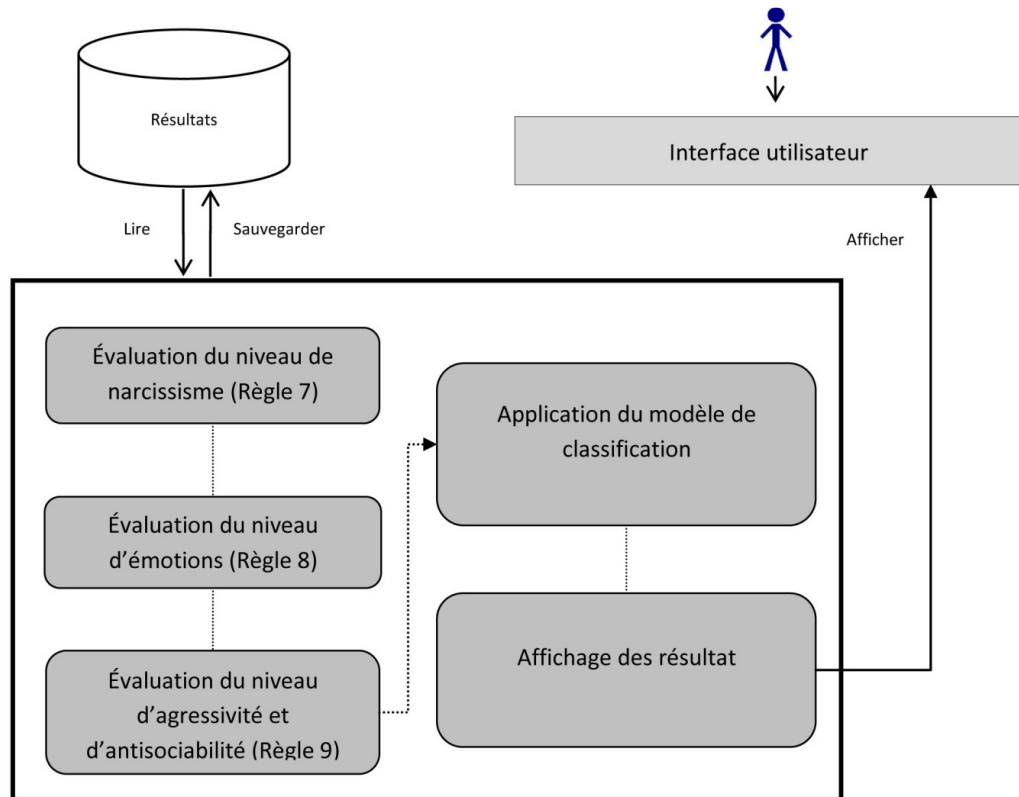 Résultats
Interface utilisateur
Lire
Sauvegarder
Afficher
Évaluation du niveau de
narcissisme (Règle 7)
Évaluation du niveau
d’émotions (Règle 8)
Évaluation du niveau
d’agressivité et
d’antisociabilité (Règle 9)
Application du modèle de
classification
Affichage des résultat